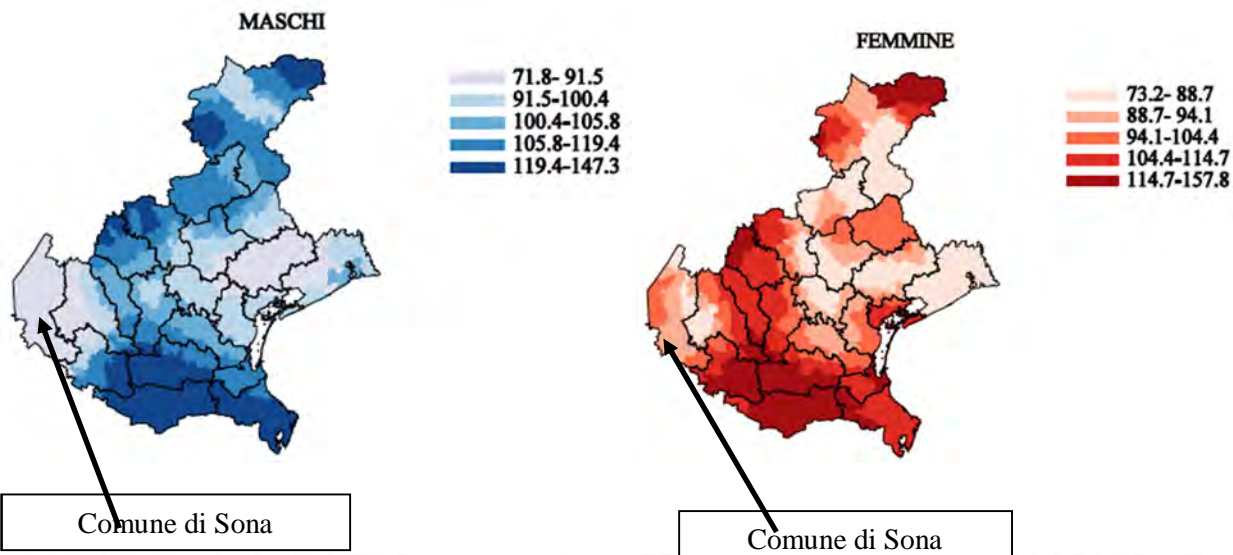 MASCHI
71.8- 91.5
91.5-100.4
100.4-105.8
105.8-119.4
119.4-147.3
Comune di Sona
FEMMINE
73.2- 88.7
88.7- 94.1
94.1-104.4
104.4-114.7
114.7-157.8
Comune di Sona